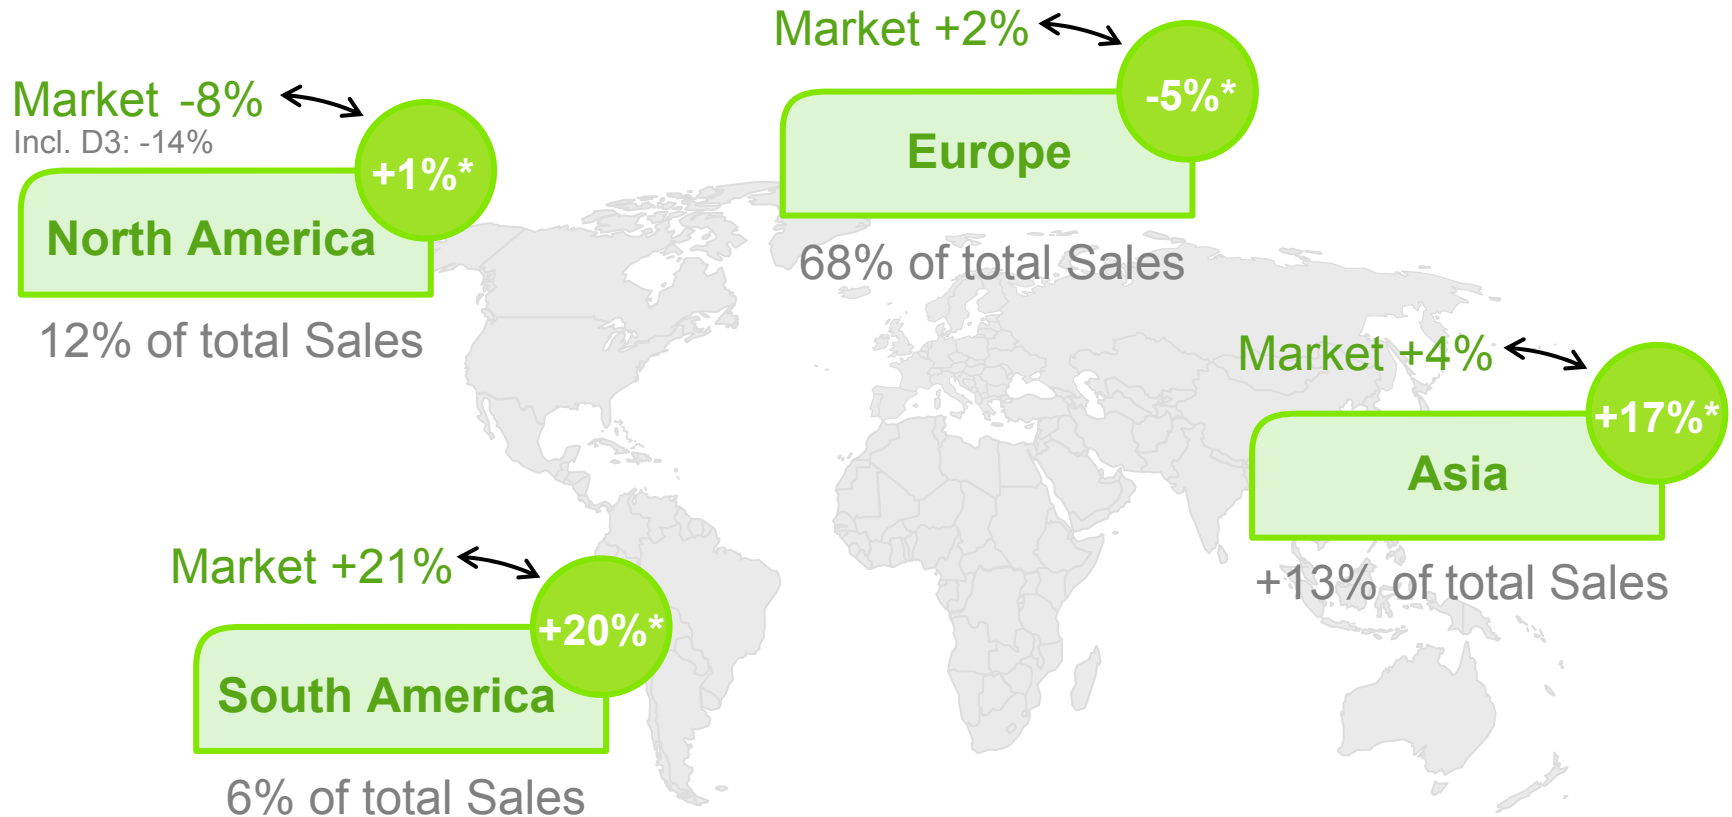 Market +2%
-5%*
Europe
68% of total Sales
Market -8%
Incl. D3: -14%
+1%*
North America
12% of total Sales
Market +4%
+17%*
Asia
+13% of total Sales
Market +21%
+20%*
South America
6% of total Sales